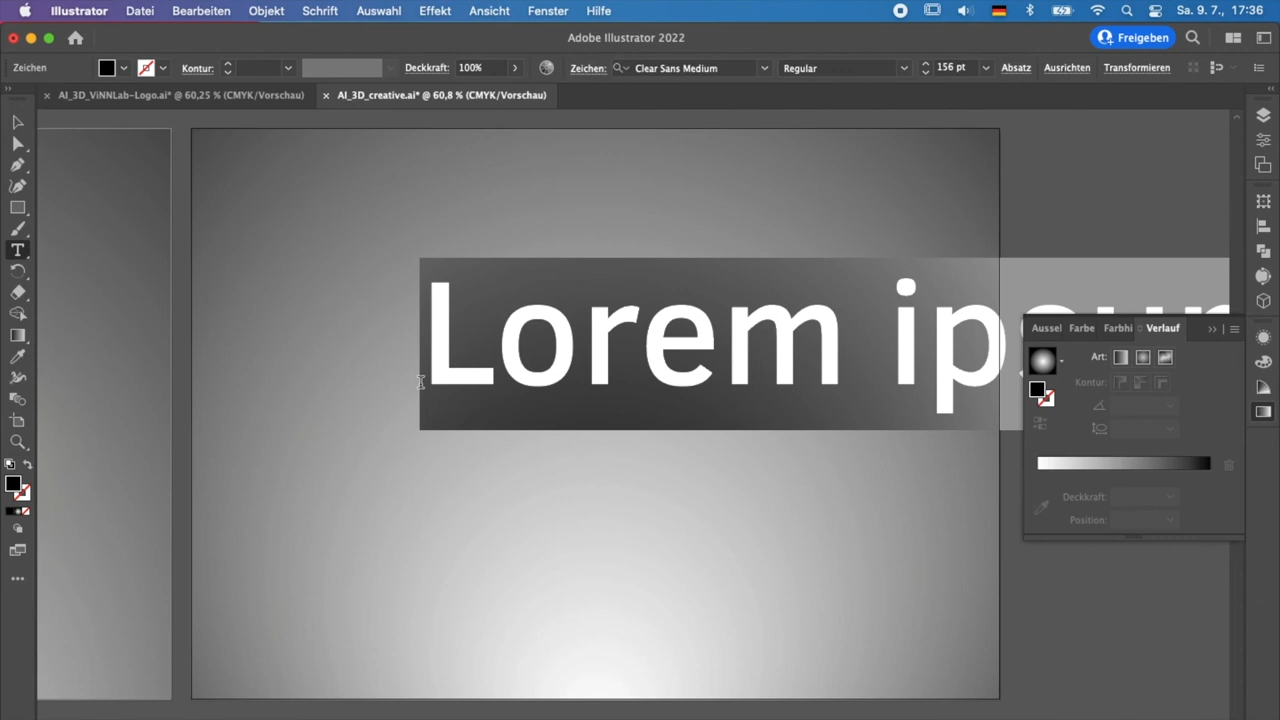 Illustrator Datei Bearbeiten Objekt Schrift Auswahl Effekt Ansicht Fenster Hilfe Sa. 9. 7., 17:36
Adobe Illustrator 2022 Freigeben
Zeichen Kontur: Deckkraft: 100% Zeichen: Clear Sans Medium Regular 156 pt Absatz Ausrichten Transformieren
AI_3D_ViNNLab-Logo.ai* @ 60,25 % (CMYK/Vorschau) AI_3D_creative.ai* @ 60,8 % (CMYK/Vorschau)
Lorem
Aussel Farbe Farbhi Verlauf
Art:
Kontur:
Deckkraft:
Position: